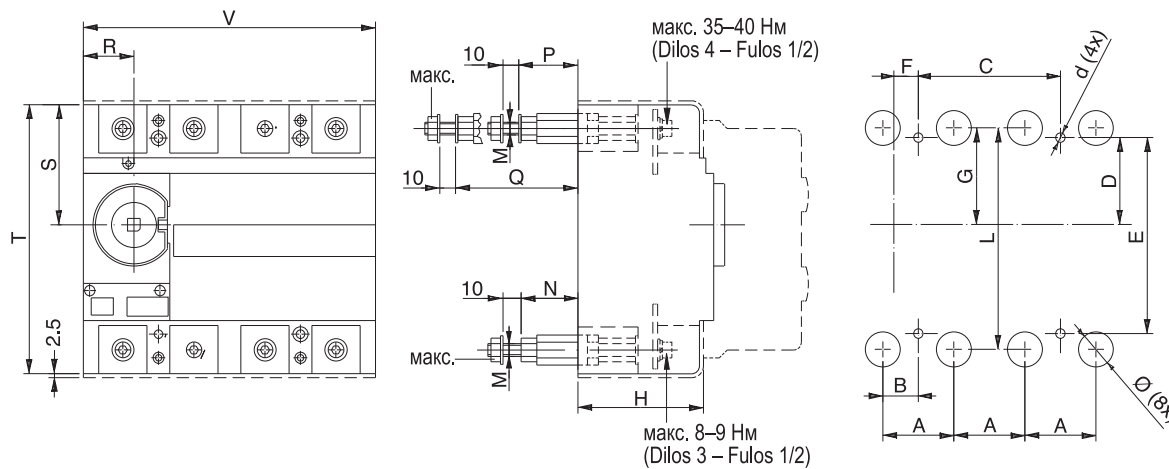 V
R
S
T
2.5
макс. 35–40 Нм
(Dilos 4 – Fulos 1/2)
10
P
макс.
M
10
Q
10
N
макс.
M
H
макс. 8–9 Нм
(Dilos 3 – Fulos 1/2)
F
C
d (4x)
G
L
D
E
B
A
A
A
Ø (8x)